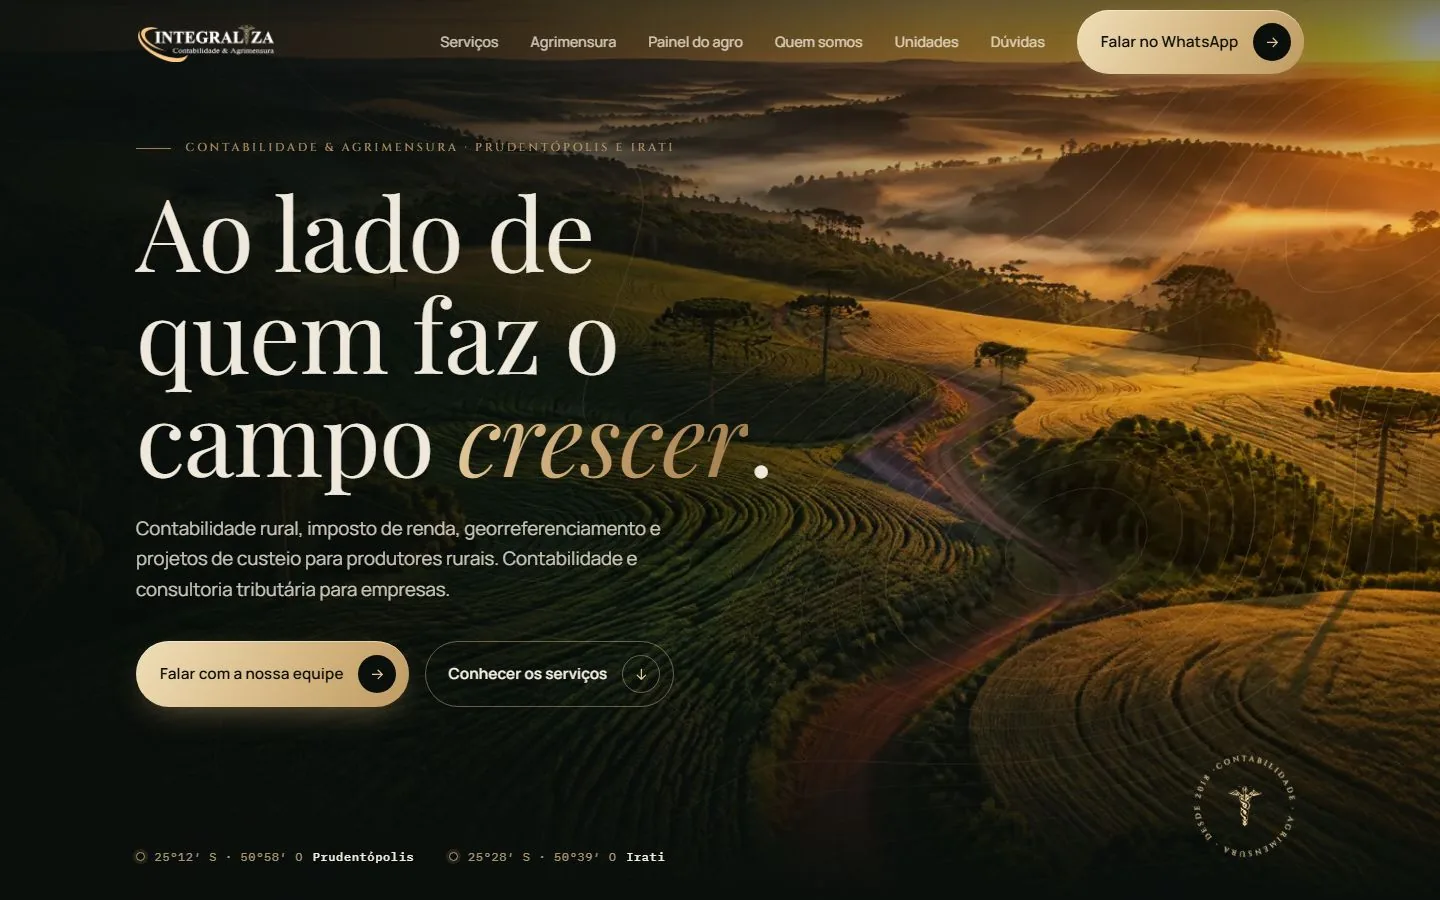 INTEGRALIZA
Contabilidade & Agrimensura
Serviços
Agrimensura
Painel do agro
Quem somos
Unidades
Dúvidas
Falar no WhatsApp
CONTABILIDADE & AGRIMENSURA · PRUDENTÓPOLIS E IRATI
Ao lado de
quem faz o
campo crescer.
Contabilidade rural, imposto de renda, georreferenciamento e
projetos de custeio para produtores rurais. Contabilidade e
consultoria tributária para empresas.
Falar com a nossa equipe
Conhecer os serviços
25°12′ S · 50°58′ O Prudentópolis
25°28′ S · 50°39′ O Irati
CONTABILIDADE · AGRIMENSURA · DESDE 2018 ·